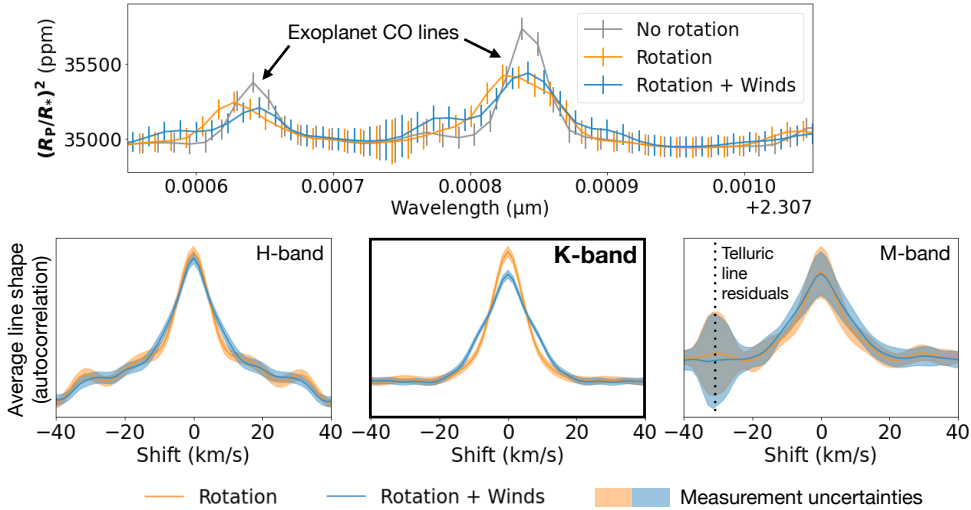 Exoplanet CO lines
No rotation
Rotation
Rotation + Winds
(Rₚ/R*)² (ppm)
35500
35000
0.0006 0.0007 0.0008 0.0009 0.0010
Wavelength (μm)
+2.307
Average line shape
(autocorrelation)
H-band
K-band
M-band
Telluric
line
residuals
−40 −20 0 20 40
−40 −20 0 20 40
−40 −20 0 20 40
Shift (km/s)
Shift (km/s)
Shift (km/s)
Rotation
Rotation + Winds
Measurement uncertainties